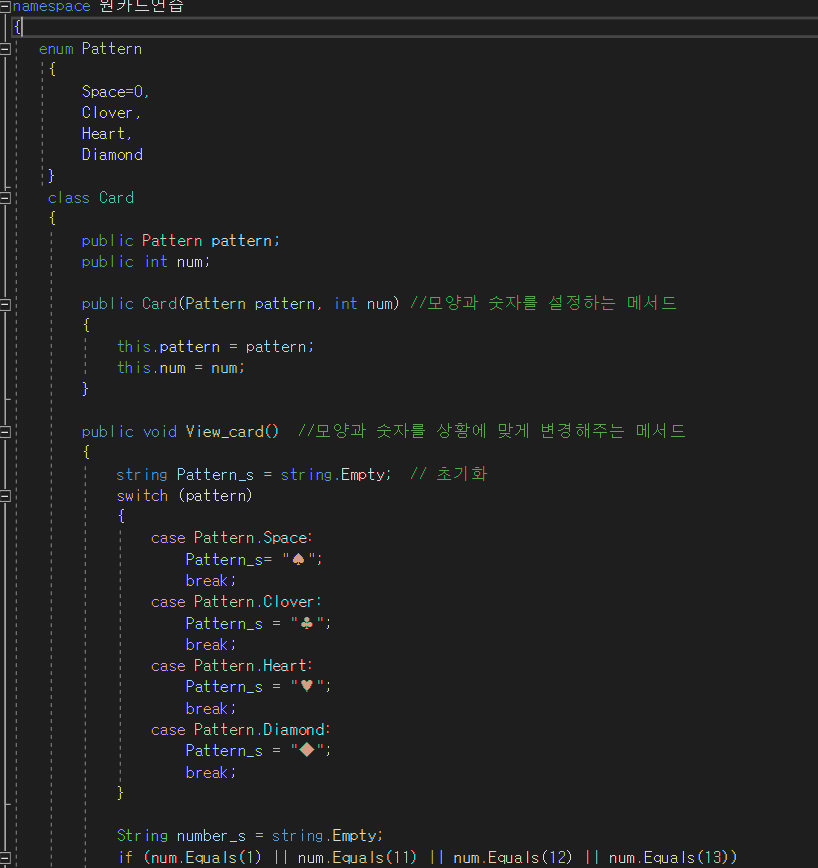 namespace 원카드연습
{
enum Pattern
{
Space=0,
Clover,
Heart,
Diamond
}
class Card
{
public Pattern pattern;
public int num;
public Card(Pattern pattern, int num) //모양과 숫자를 설정하는 메서드
{
this.pattern = pattern;
this.num = num;
}
public void View_card() //모양과 숫자를 상황에 맞게 변경해주는 메서드
{
string Pattern_s = string.Empty; // 초기화
switch (pattern)
{
case Pattern.Space:
Pattern_s= "♠";
break;
case Pattern.Clover:
Pattern_s = "♣";
break;
case Pattern.Heart:
Pattern_s = "♥";
break;
case Pattern.Diamond:
Pattern_s = "◆";
break;
}
String number_s = string.Empty;
if (num.Equals(1) || num.Equals(11) || num.Equals(12) || num.Equals(13))